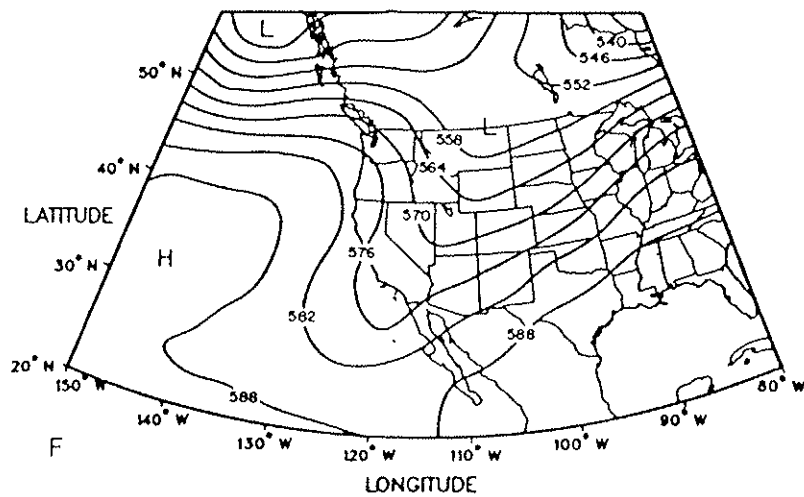 L
540
546
50° N
552
L
558
40° N
564
570
LATITUDE
H
576
30° N
582
588
20° N
150° W
588
80° W
140° W
90° W
130° W
120° W
110° W
100° W
F
LONGITUDE